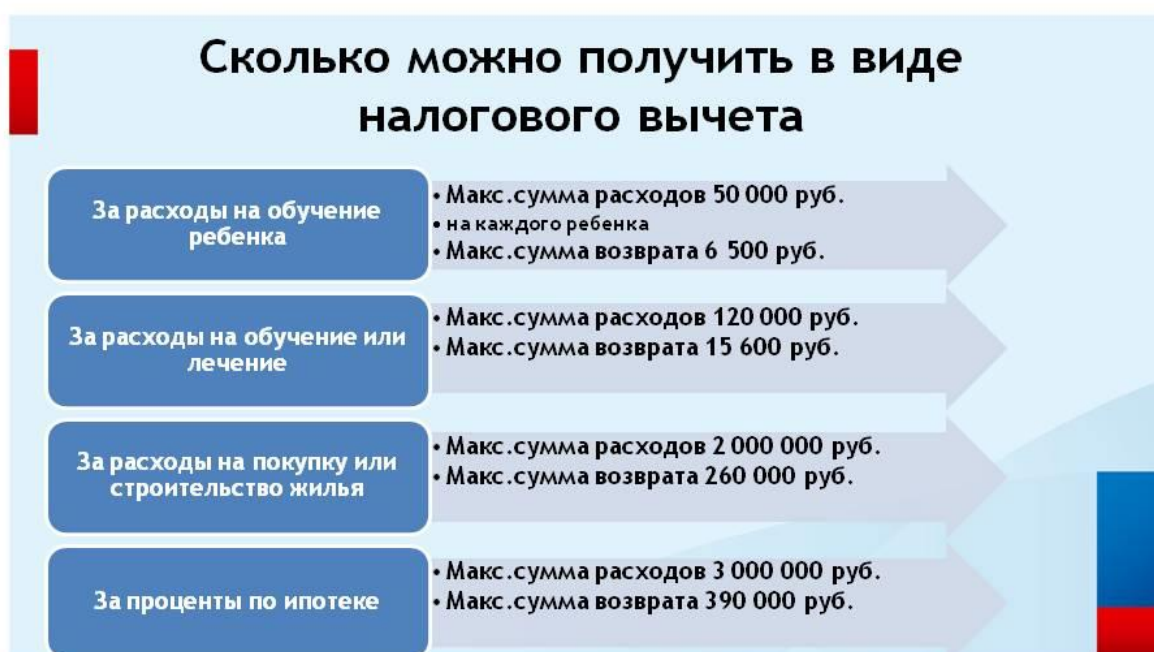 Сколько можно получить в виде
налогового вычета
За расходы на обучение
ребенка
• Макс.сумма расходов 50 000 руб.
• на каждого ребенка
• Макс.сумма возврата 6 500 руб.
За расходы на обучение или
лечение
• Макс.сумма расходов 120 000 руб.
• Макс.сумма возврата 15 600 руб.
За расходы на покупку или
строительство жилья
• Макс.сумма расходов 2 000 000 руб.
• Макс.сумма возврата 260 000 руб.
За проценты по ипотеке
• Макс.сумма расходов 3 000 000 руб.
• Макс.сумма возврата 390 000 руб.